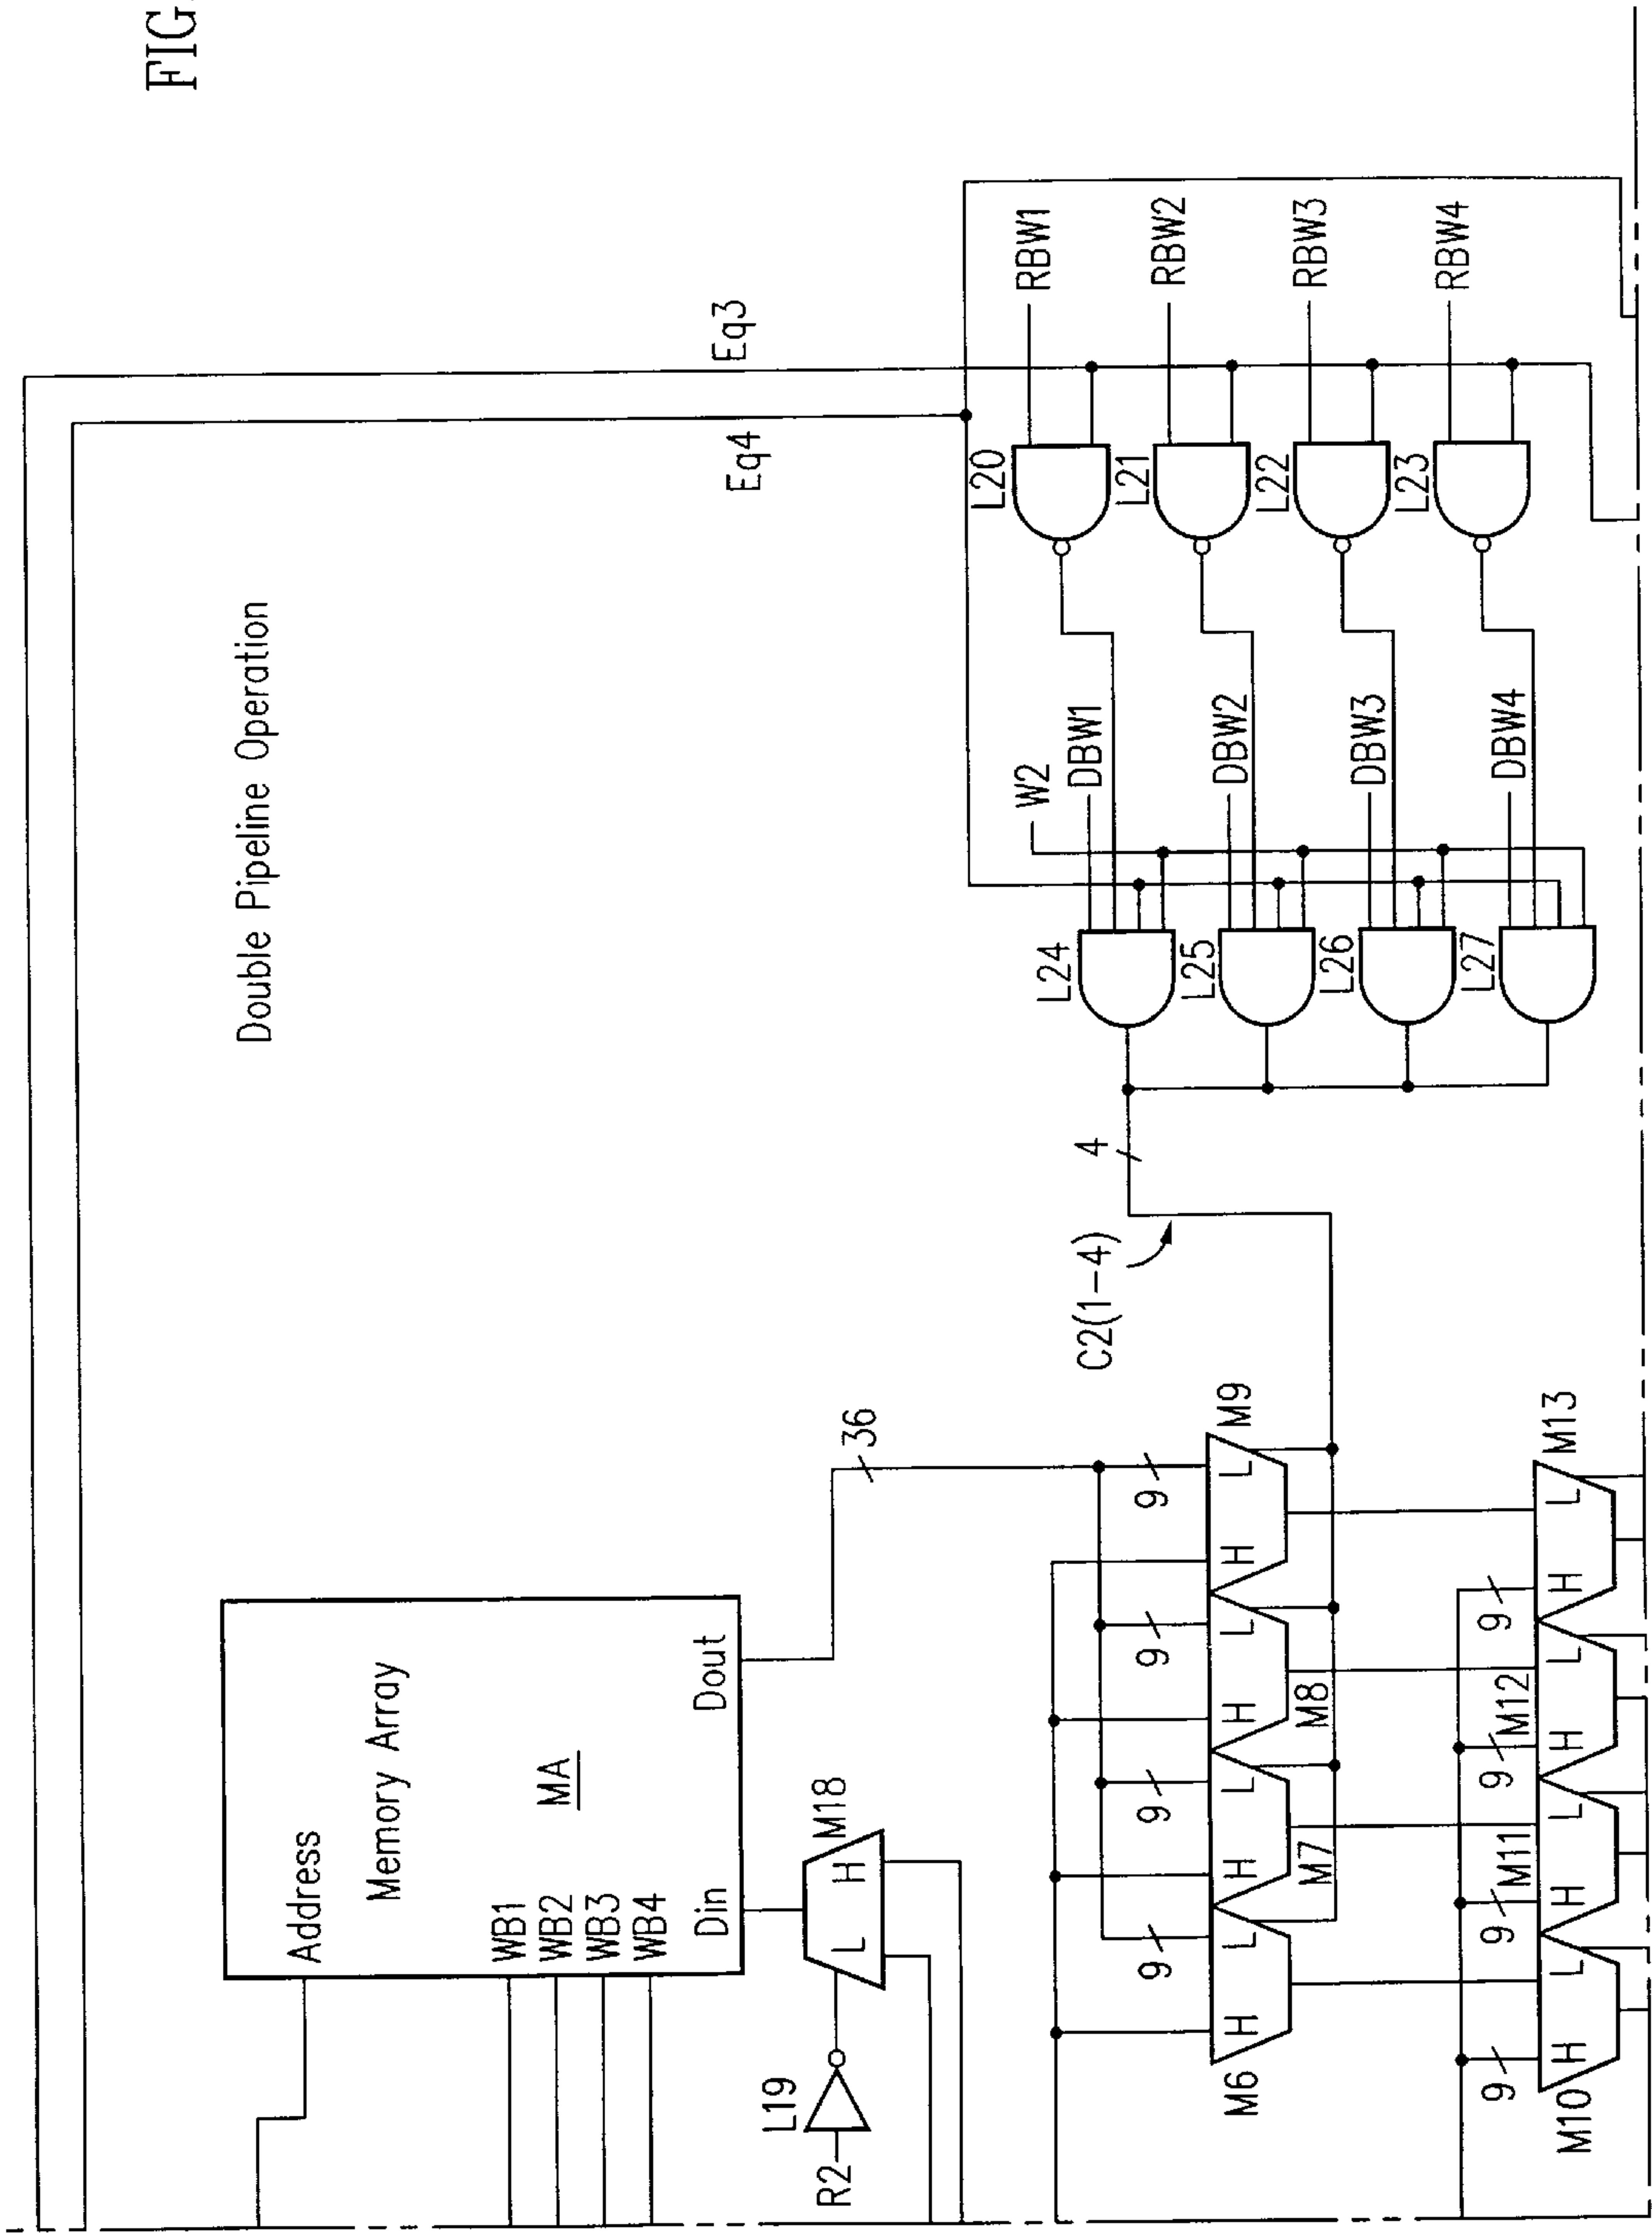 FIG.
Double Pipeline Operation
Address
Memory Array
MA
WB1
WB2
WB3
WB4
Din
Dout
M18
L
H
L19
R2
36
Eq3
Eq4
9
9
9
9
H
L
H
L
H
L
H
L
M6
M7
M8
M9
9
9
9
9
H
L
H
L
H
L
H
L
M10
M11
M12
M13
C2(1-4)
4
L24
L25
L26
L27
W2
DBW1
DBW2
DBW3
DBW4
L20
L21
L22
L23
RBW1
RBW2
RBW3
RBW4